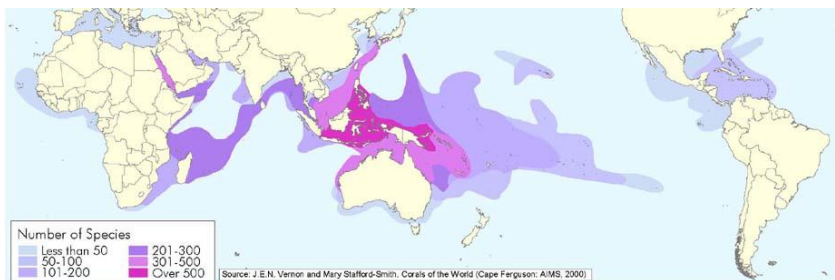 Number of Species
Less than 50
50-100
101-200
201-300
301-500
Over 500
Source: J.E.N. Vernon and Mary Stafford-Smith. Corals of the World (Cape Ferguson: AIMS, 2000)